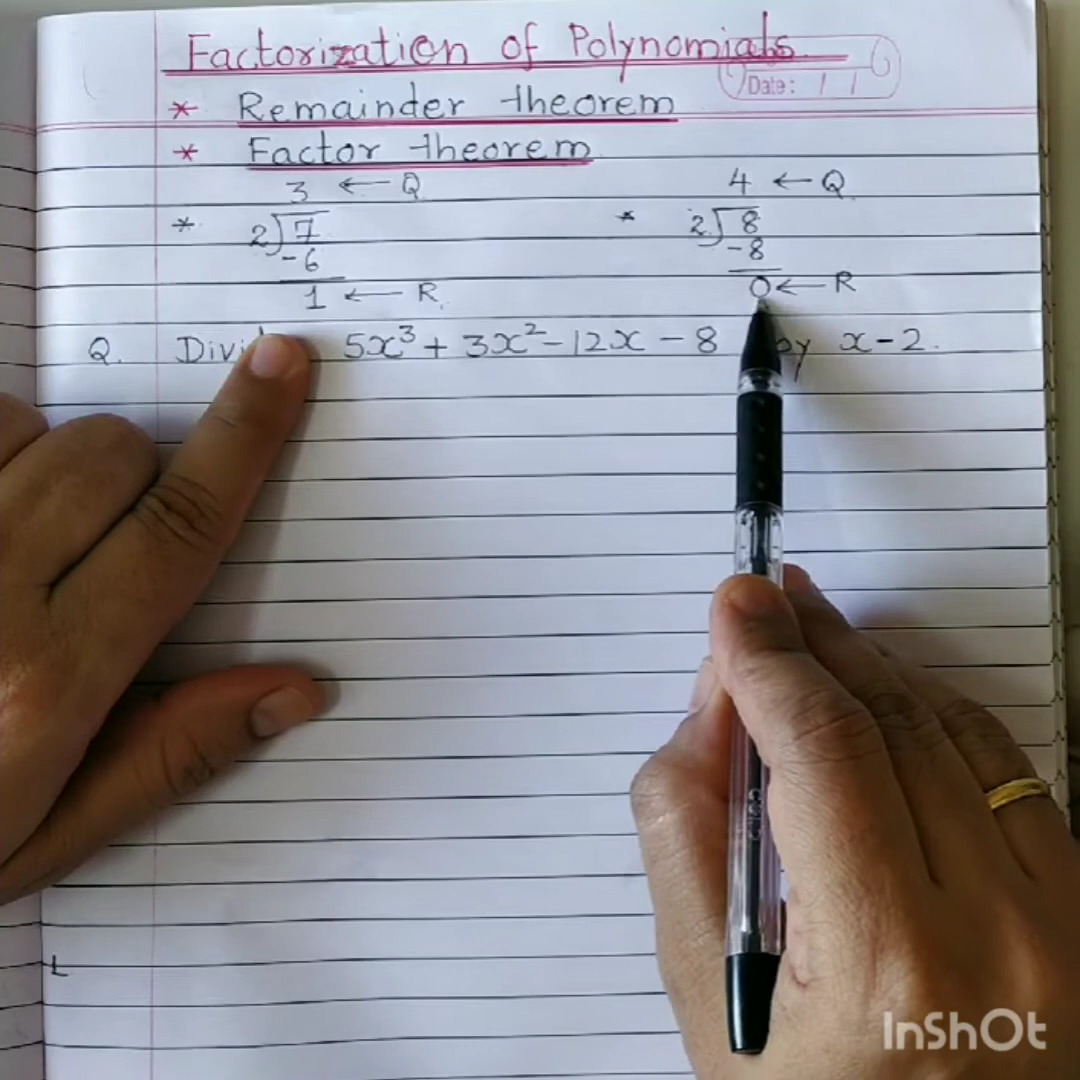 Factorization of Polynomials
Date: / /
* Remainder theorem
* Factor theorem
3 ← Q
4 ← Q
* 2) 7
* 2) 8
-6
-8
1 ← R
0 ← R
Q. 5x³ + 3x² - 12x - 8 by x - 2.
L
InShOt